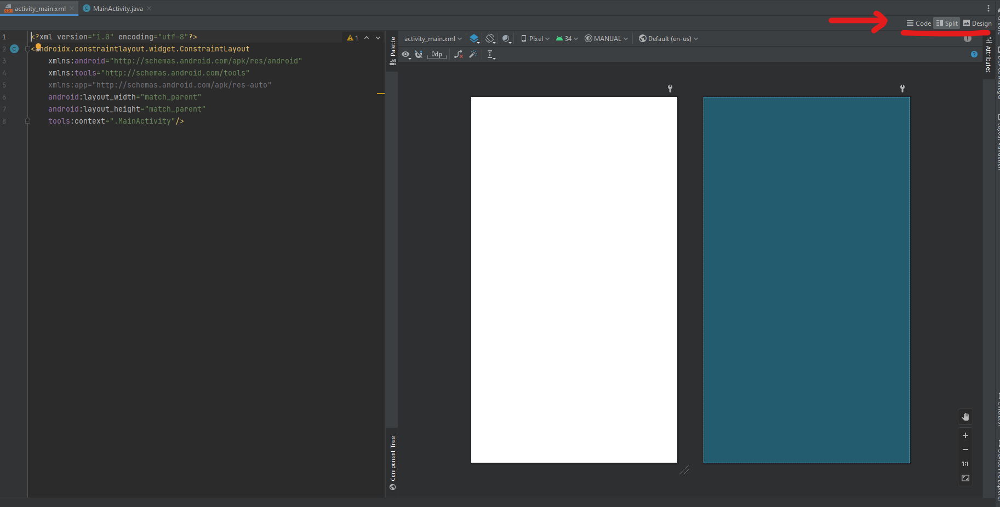 activity_main.xml
MainActivity.java
Code
Split
Design
1 <?xml version="1.0" encoding="utf-8"?>
2 <androidx.constraintlayout.widget.ConstraintLayout
3 xmlns:android="http://schemas.android.com/apk/res/android"
4 xmlns:tools="http://schemas.android.com/tools"
5 xmlns:app="http://schemas.android.com/apk/res-auto"
6 android:layout_width="match_parent"
7 android:layout_height="match_parent"
8 tools:context=".MainActivity"/>
1
Palette
activity_main.xml
Pixel
34
MANUAL
Default (en-us)
0dp
Attributes
Component Tree
1:1